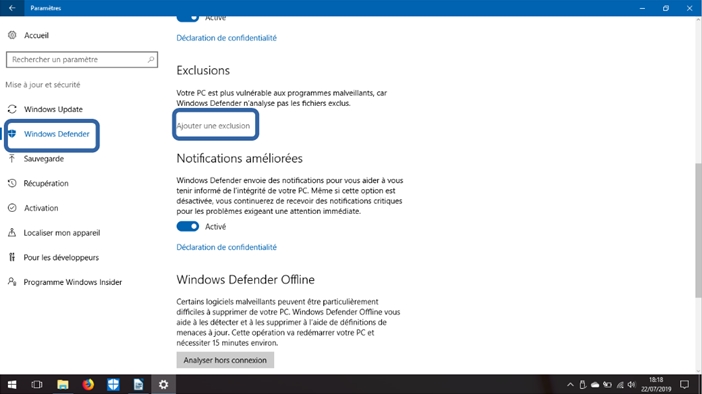 Paramètres
Accueil
Rechercher un paramètre
Mise à jour et sécurité
Windows Update
Windows Defender
Sauvegarde
Récupération
Activation
Localiser mon appareil
Pour les développeurs
Programme Windows Insider
Activé
Déclaration de confidentialité
Exclusions
Votre PC est plus vulnérable aux programmes malveillants, car
Windows Defender n'analyse pas les fichiers exclus.
Ajouter une exclusion
Notifications améliorées
Windows Defender envoie des notifications pour vous aider à vous
tenir informé de l'intégrité de votre PC. Même si cette option est
désactivée, vous continuerez de recevoir des notifications critiques
pour les problèmes exigeant une attention immédiate.
Activé
Déclaration de confidentialité
Windows Defender Offline
Certains logiciels malveillants peuvent être particulièrement
difficiles à supprimer de votre PC. Windows Defender Offline vous
aide à les détecter et à les supprimer à l'aide de définitions de
menaces à jour. Cette opération va redémarrer votre PC et
nécessiter 15 minutes environ.
Analyser hors connexion
18:18
22/07/2019